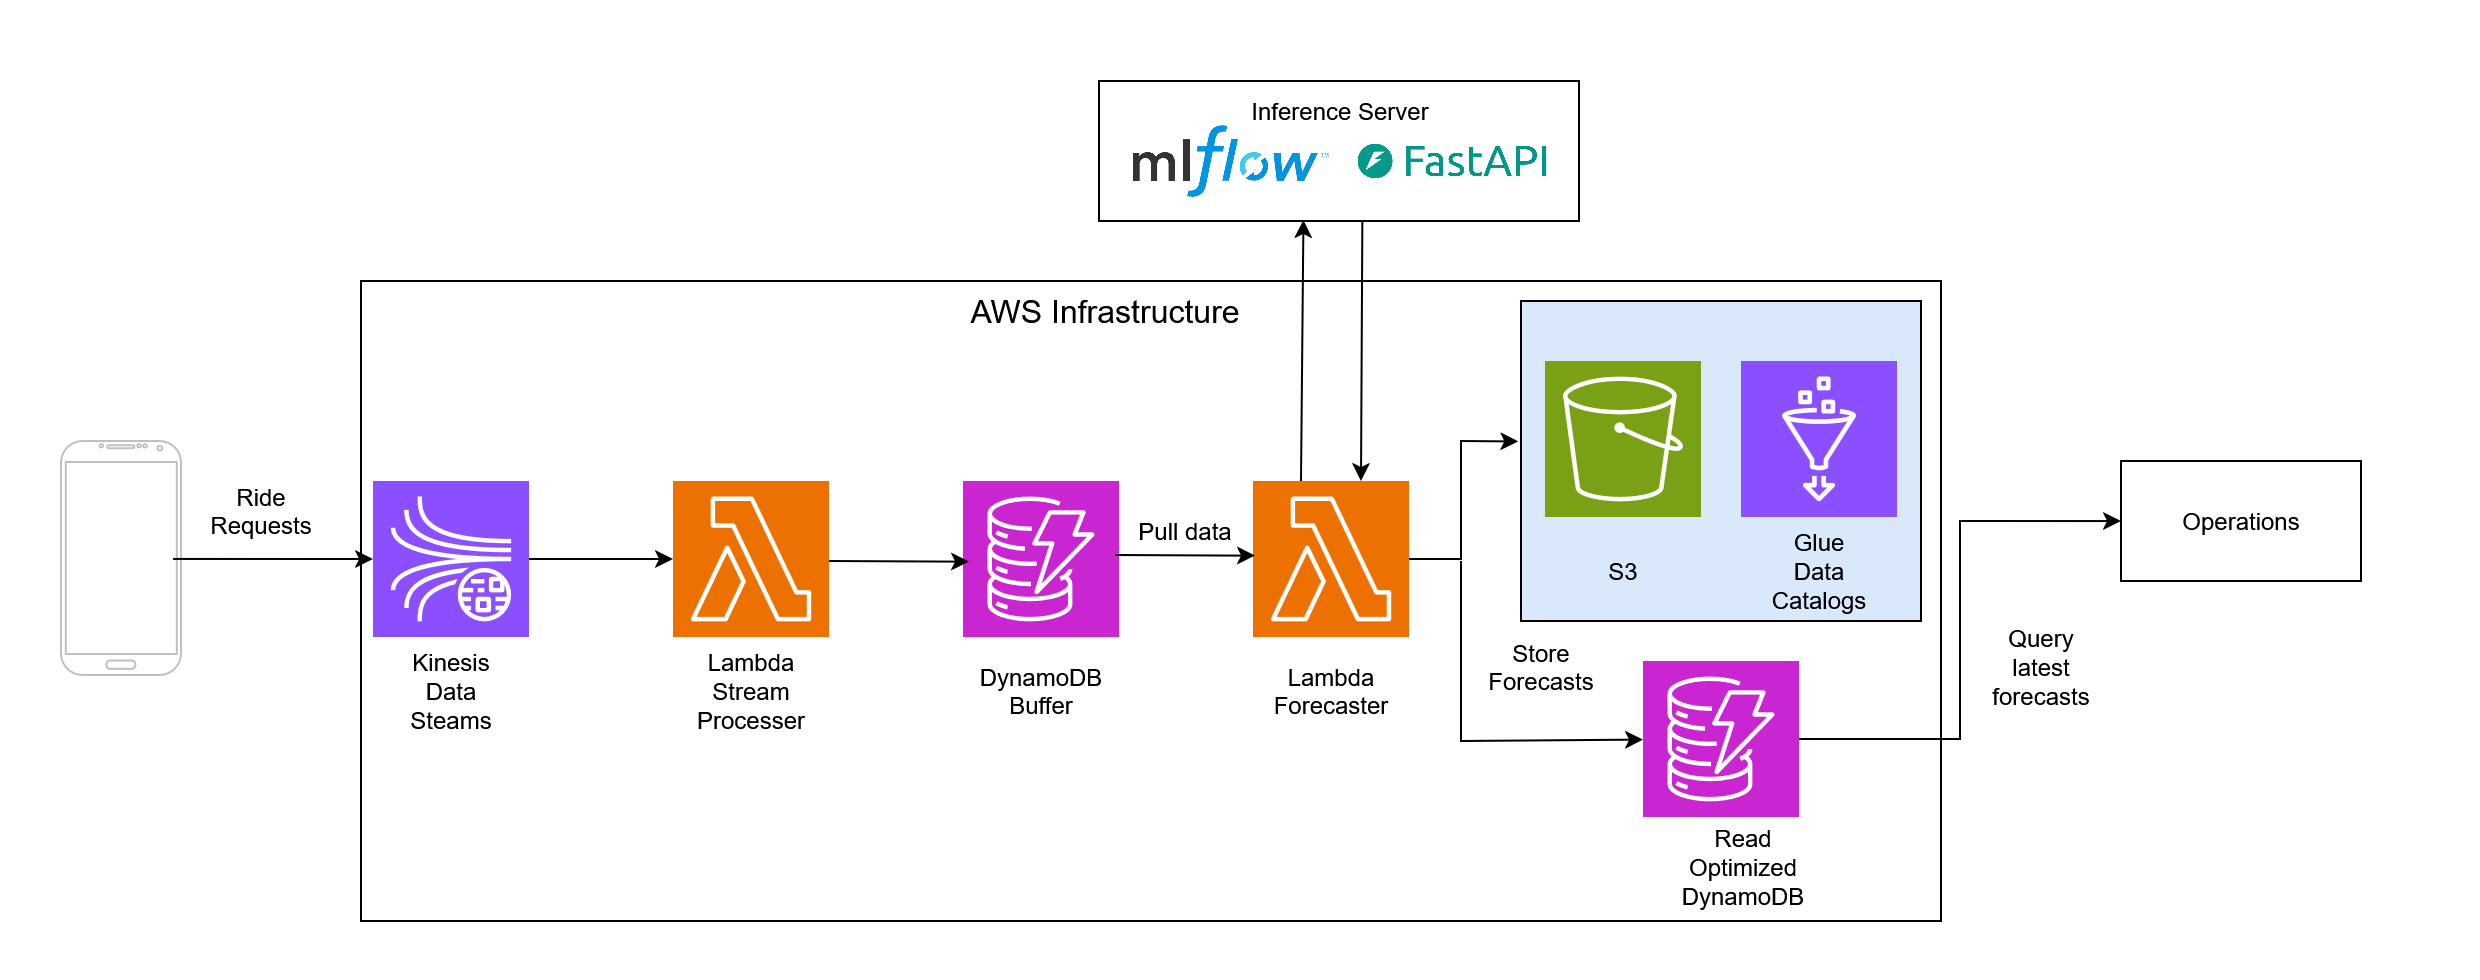 Inference Server
mlflow™
FastAPI
AWS Infrastructure
Ride
Requests
Kinesis
Data
Steams
Lambda
Stream
Processer
DynamoDB
Buffer
Pull data
Lambda
Forecaster
S3
Glue
Data
Catalogs
Store
Forecasts
Read
Optimized
DynamoDB
Query
latest
forecasts
Operations